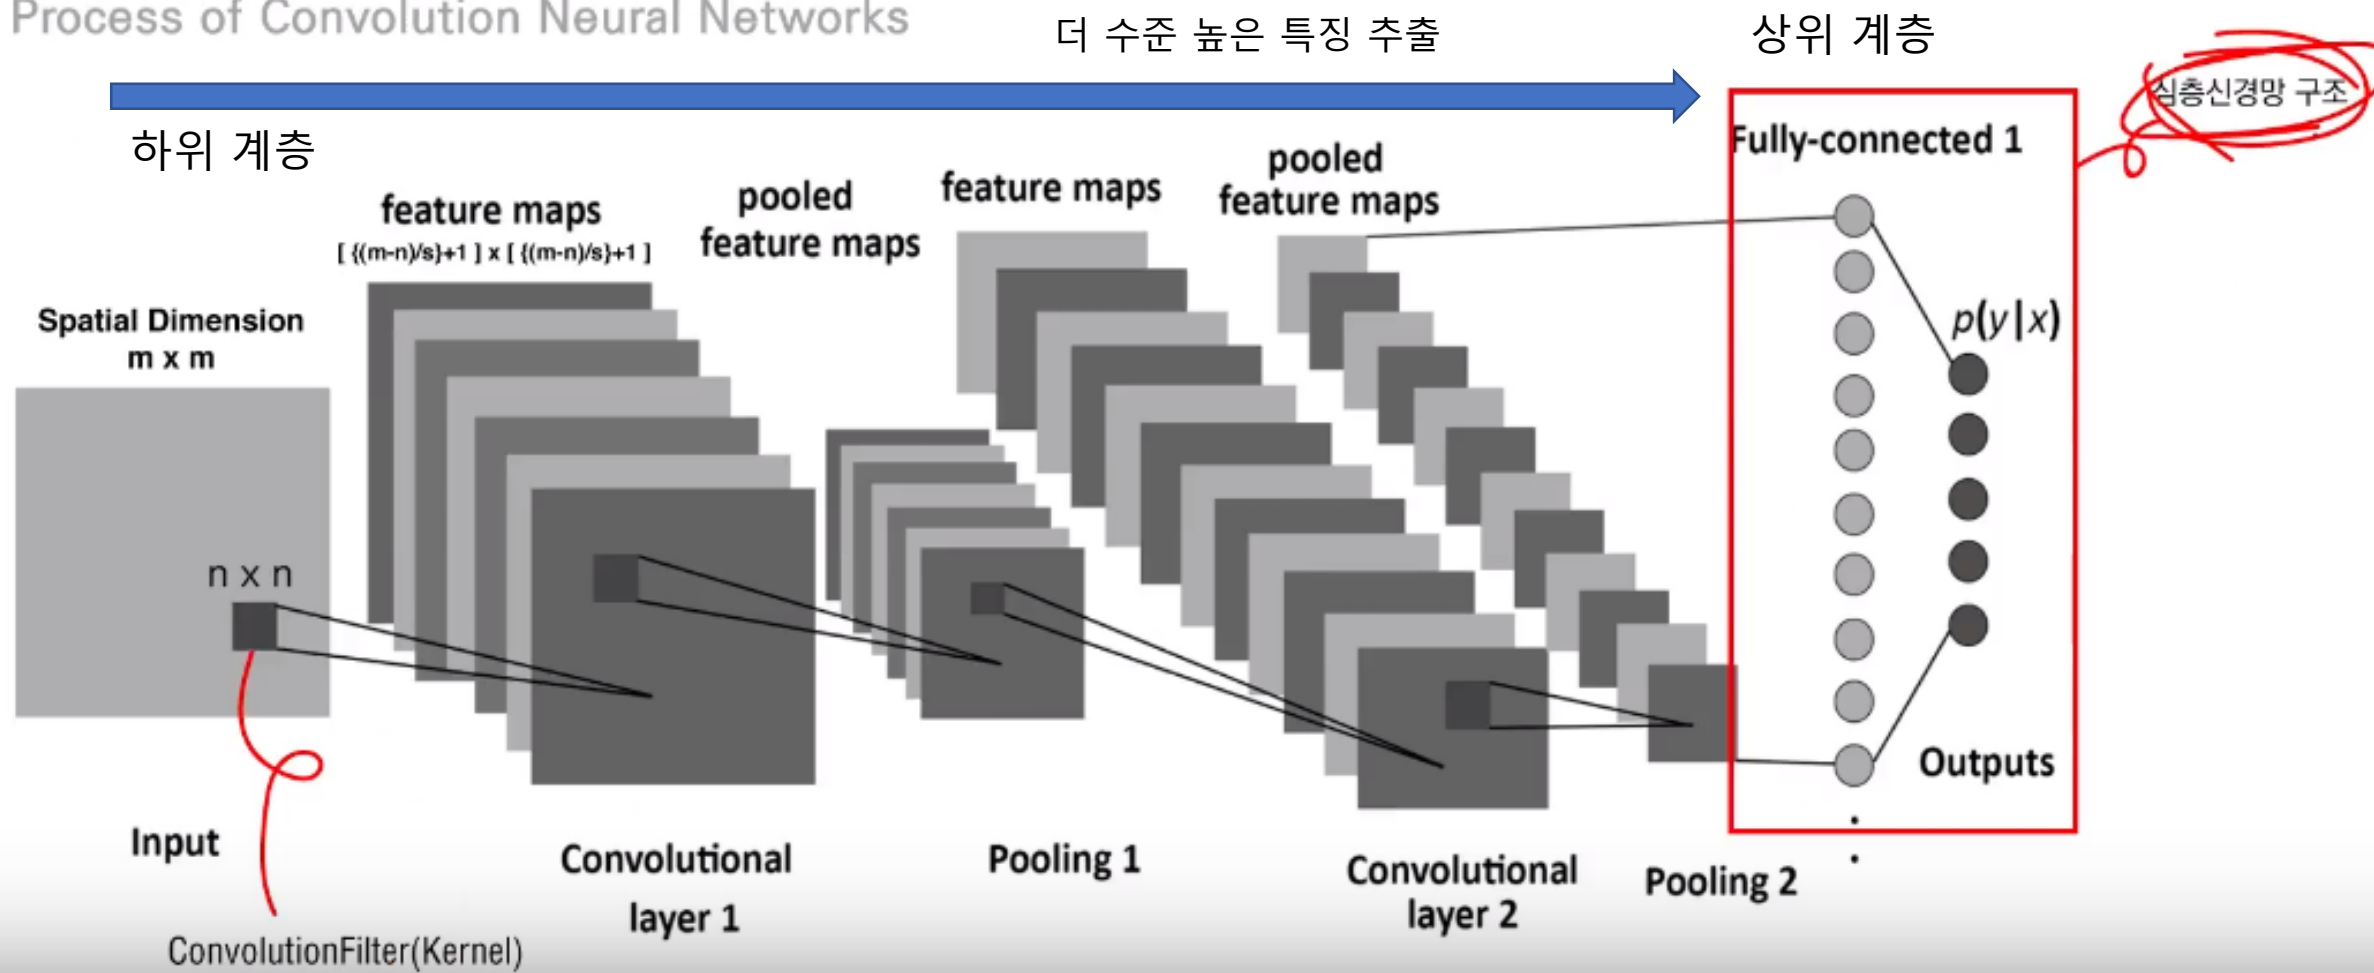 Process of Convolution Neural Networks
더 수준 높은 특징 추출
상위 계층
심층신경망 구조
하위 계층
Fully-connected 1
pooled
feature maps
feature maps
pooled
feature maps
feature maps
[ {(m-n)/s}+1 ] x [ {(m-n)/s}+1 ]
Spatial Dimension
m x m
p(y|x)
n x n
Outputs
Input
Convolutional
layer 1
Pooling 1
Convolutional
layer 2
Pooling 2
ConvolutionFilter(Kernel)